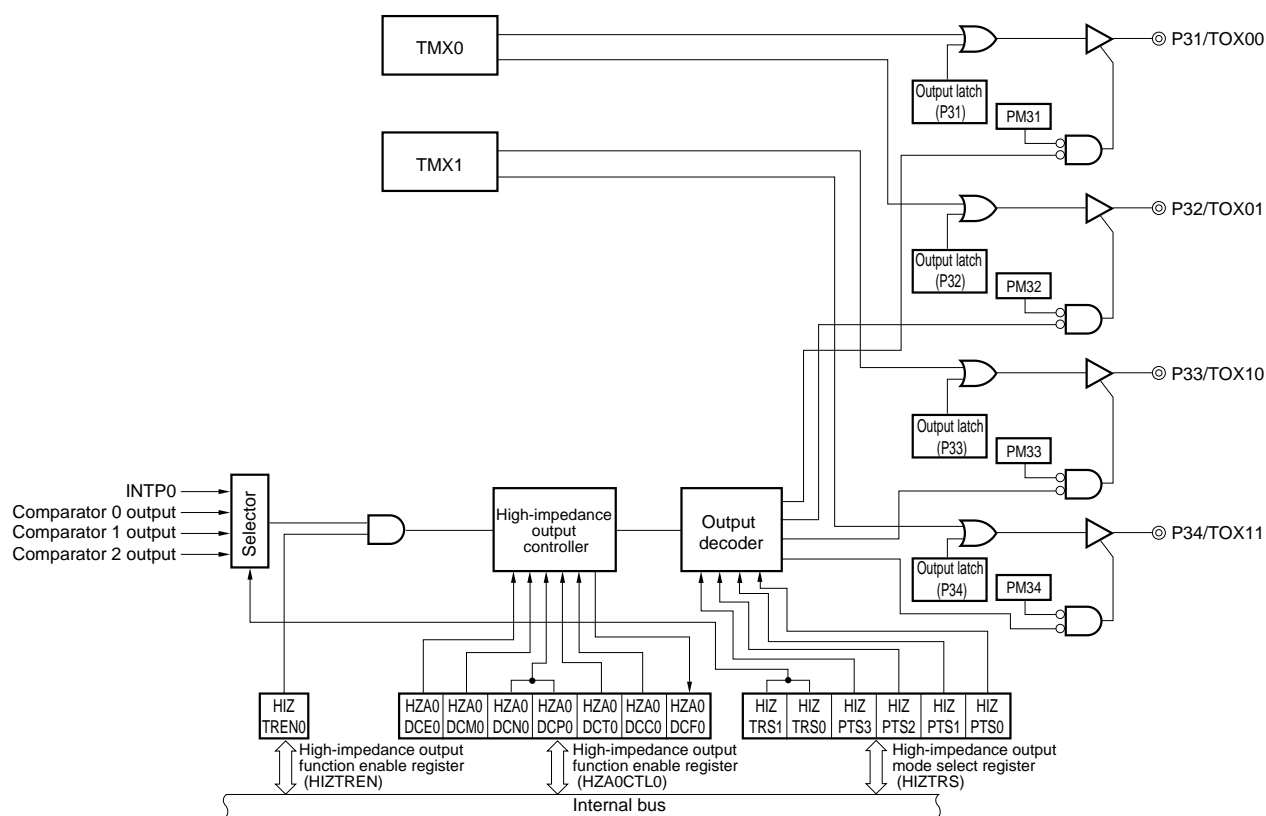 TMX0
P31/TOX00
Output latch
(P31)
PM31
TMX1
P32/TOX01
Output latch
(P32)
PM32
P33/TOX10
Output latch
(P33)
PM33
INTP0
Comparator 0 output
Comparator 1 output
Comparator 2 output
Selector
High-impedance
output
controller
Output
decoder
P34/TOX11
Output latch
(P34)
PM34
HIZ
TREN0
HZA0
DCE0
HZA0
DCM0
HZA0
DCN0
HZA0
DCP0
HZA0
DCT0
HZA0
DCC0
HZA0
DCF0
HIZ
TRS1
HIZ
TRS0
HIZ
PTS3
HIZ
PTS2
HIZ
PTS1
HIZ
PTS0
High-impedance output
function enable register
(HIZTREN)
High-impedance output
function enable register
(HZA0CTL0)
High-impedance output
mode select register
(HIZTRS)
Internal bus